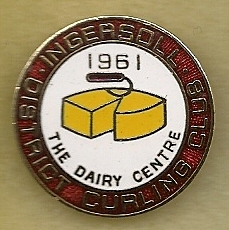 INGERSOLL
DISTRICT CURLING CLUB
1961
THE DAIRY CENTRE